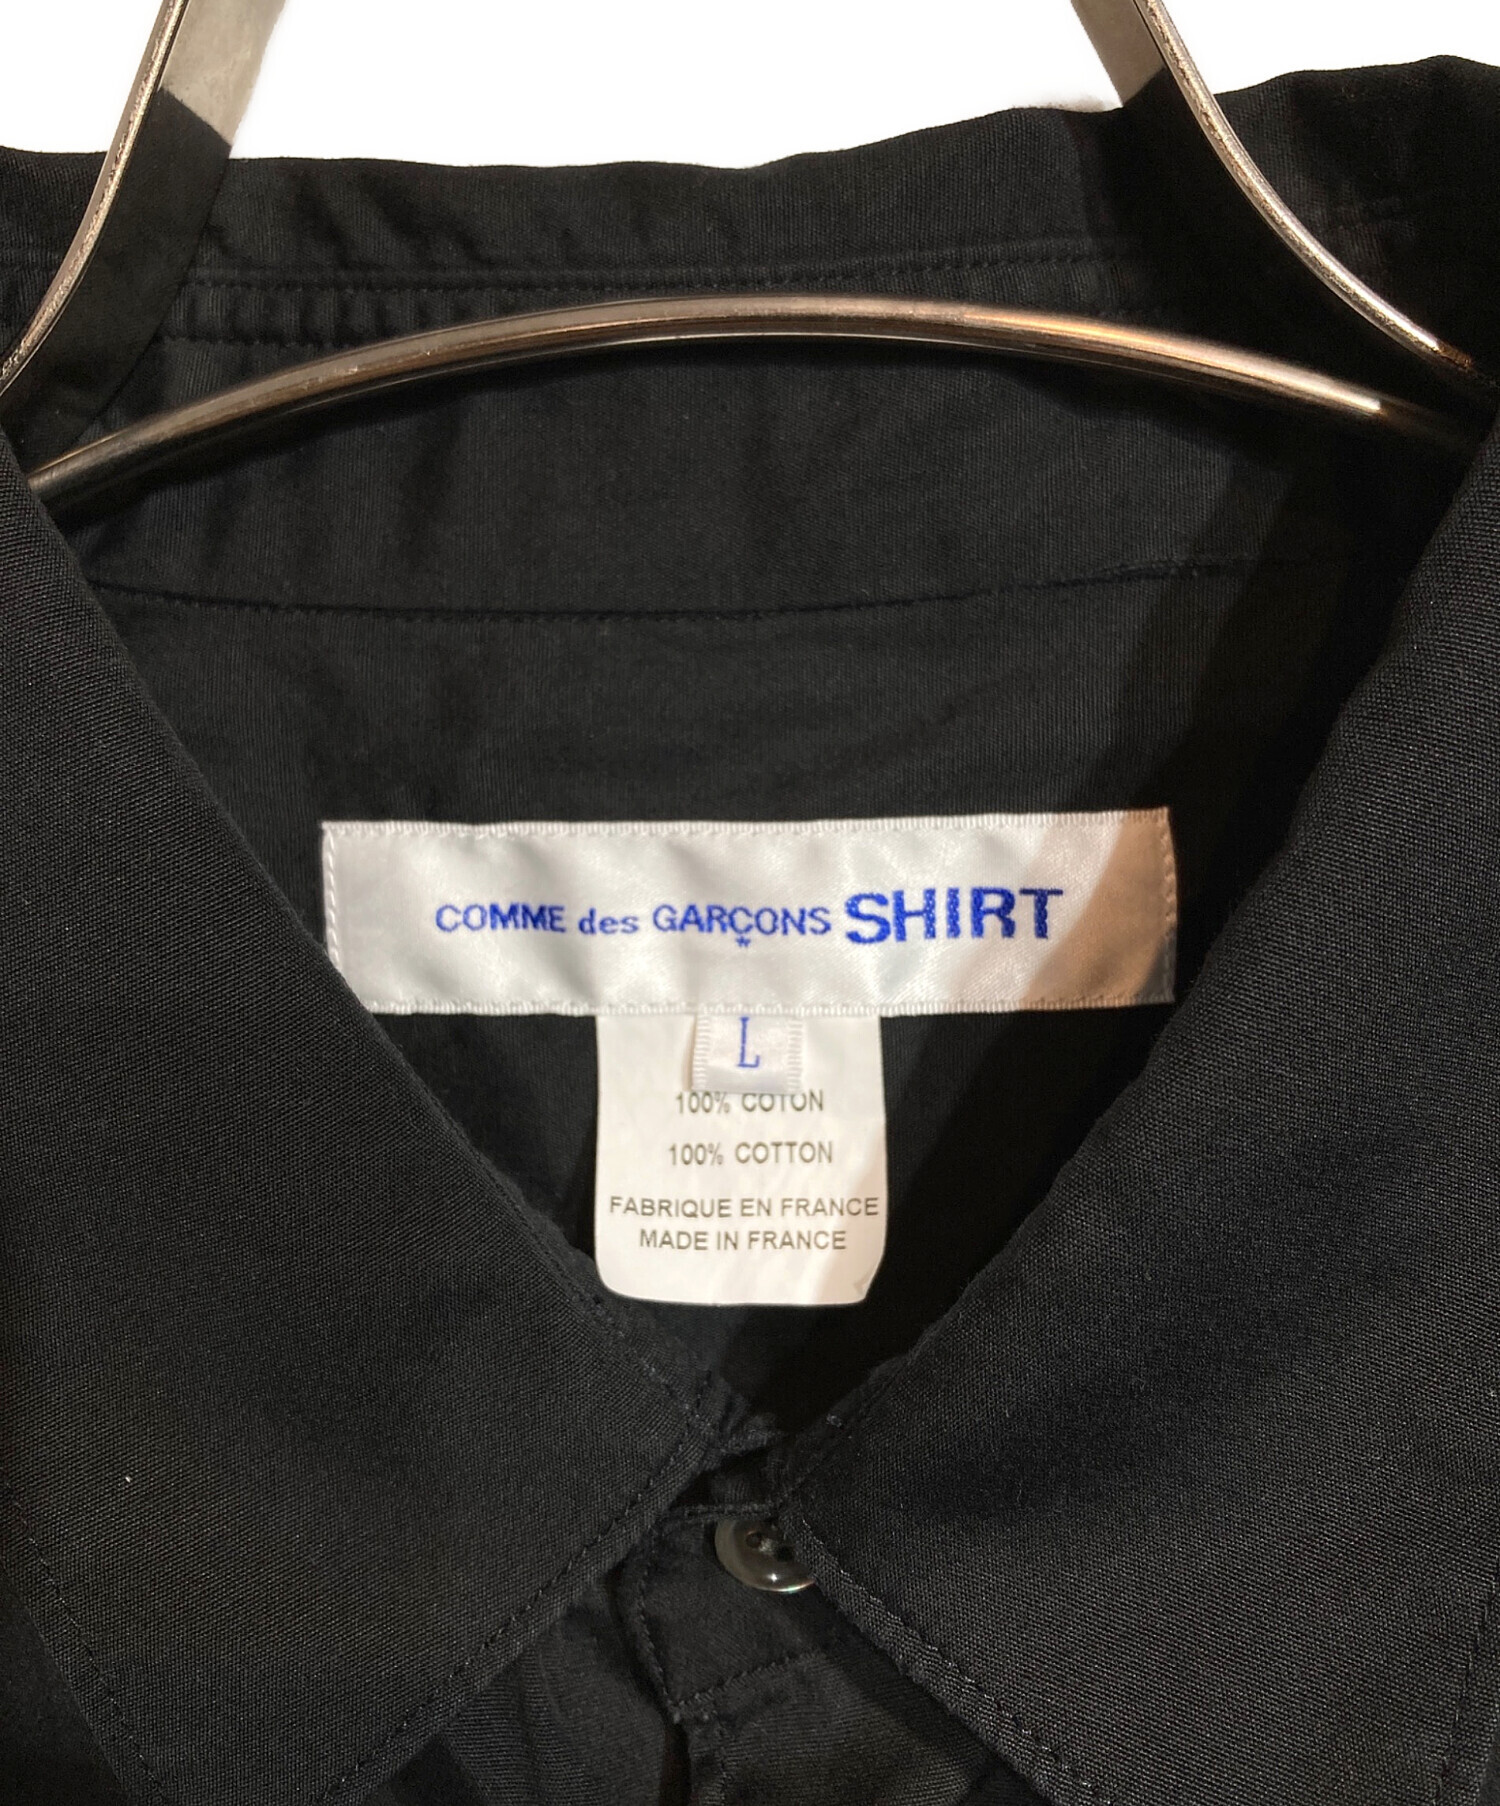 COMME des GARÇONS SHIRT
L
100% COTON
100% COTTON
FABRIQUE EN FRANCE
MADE IN FRANCE